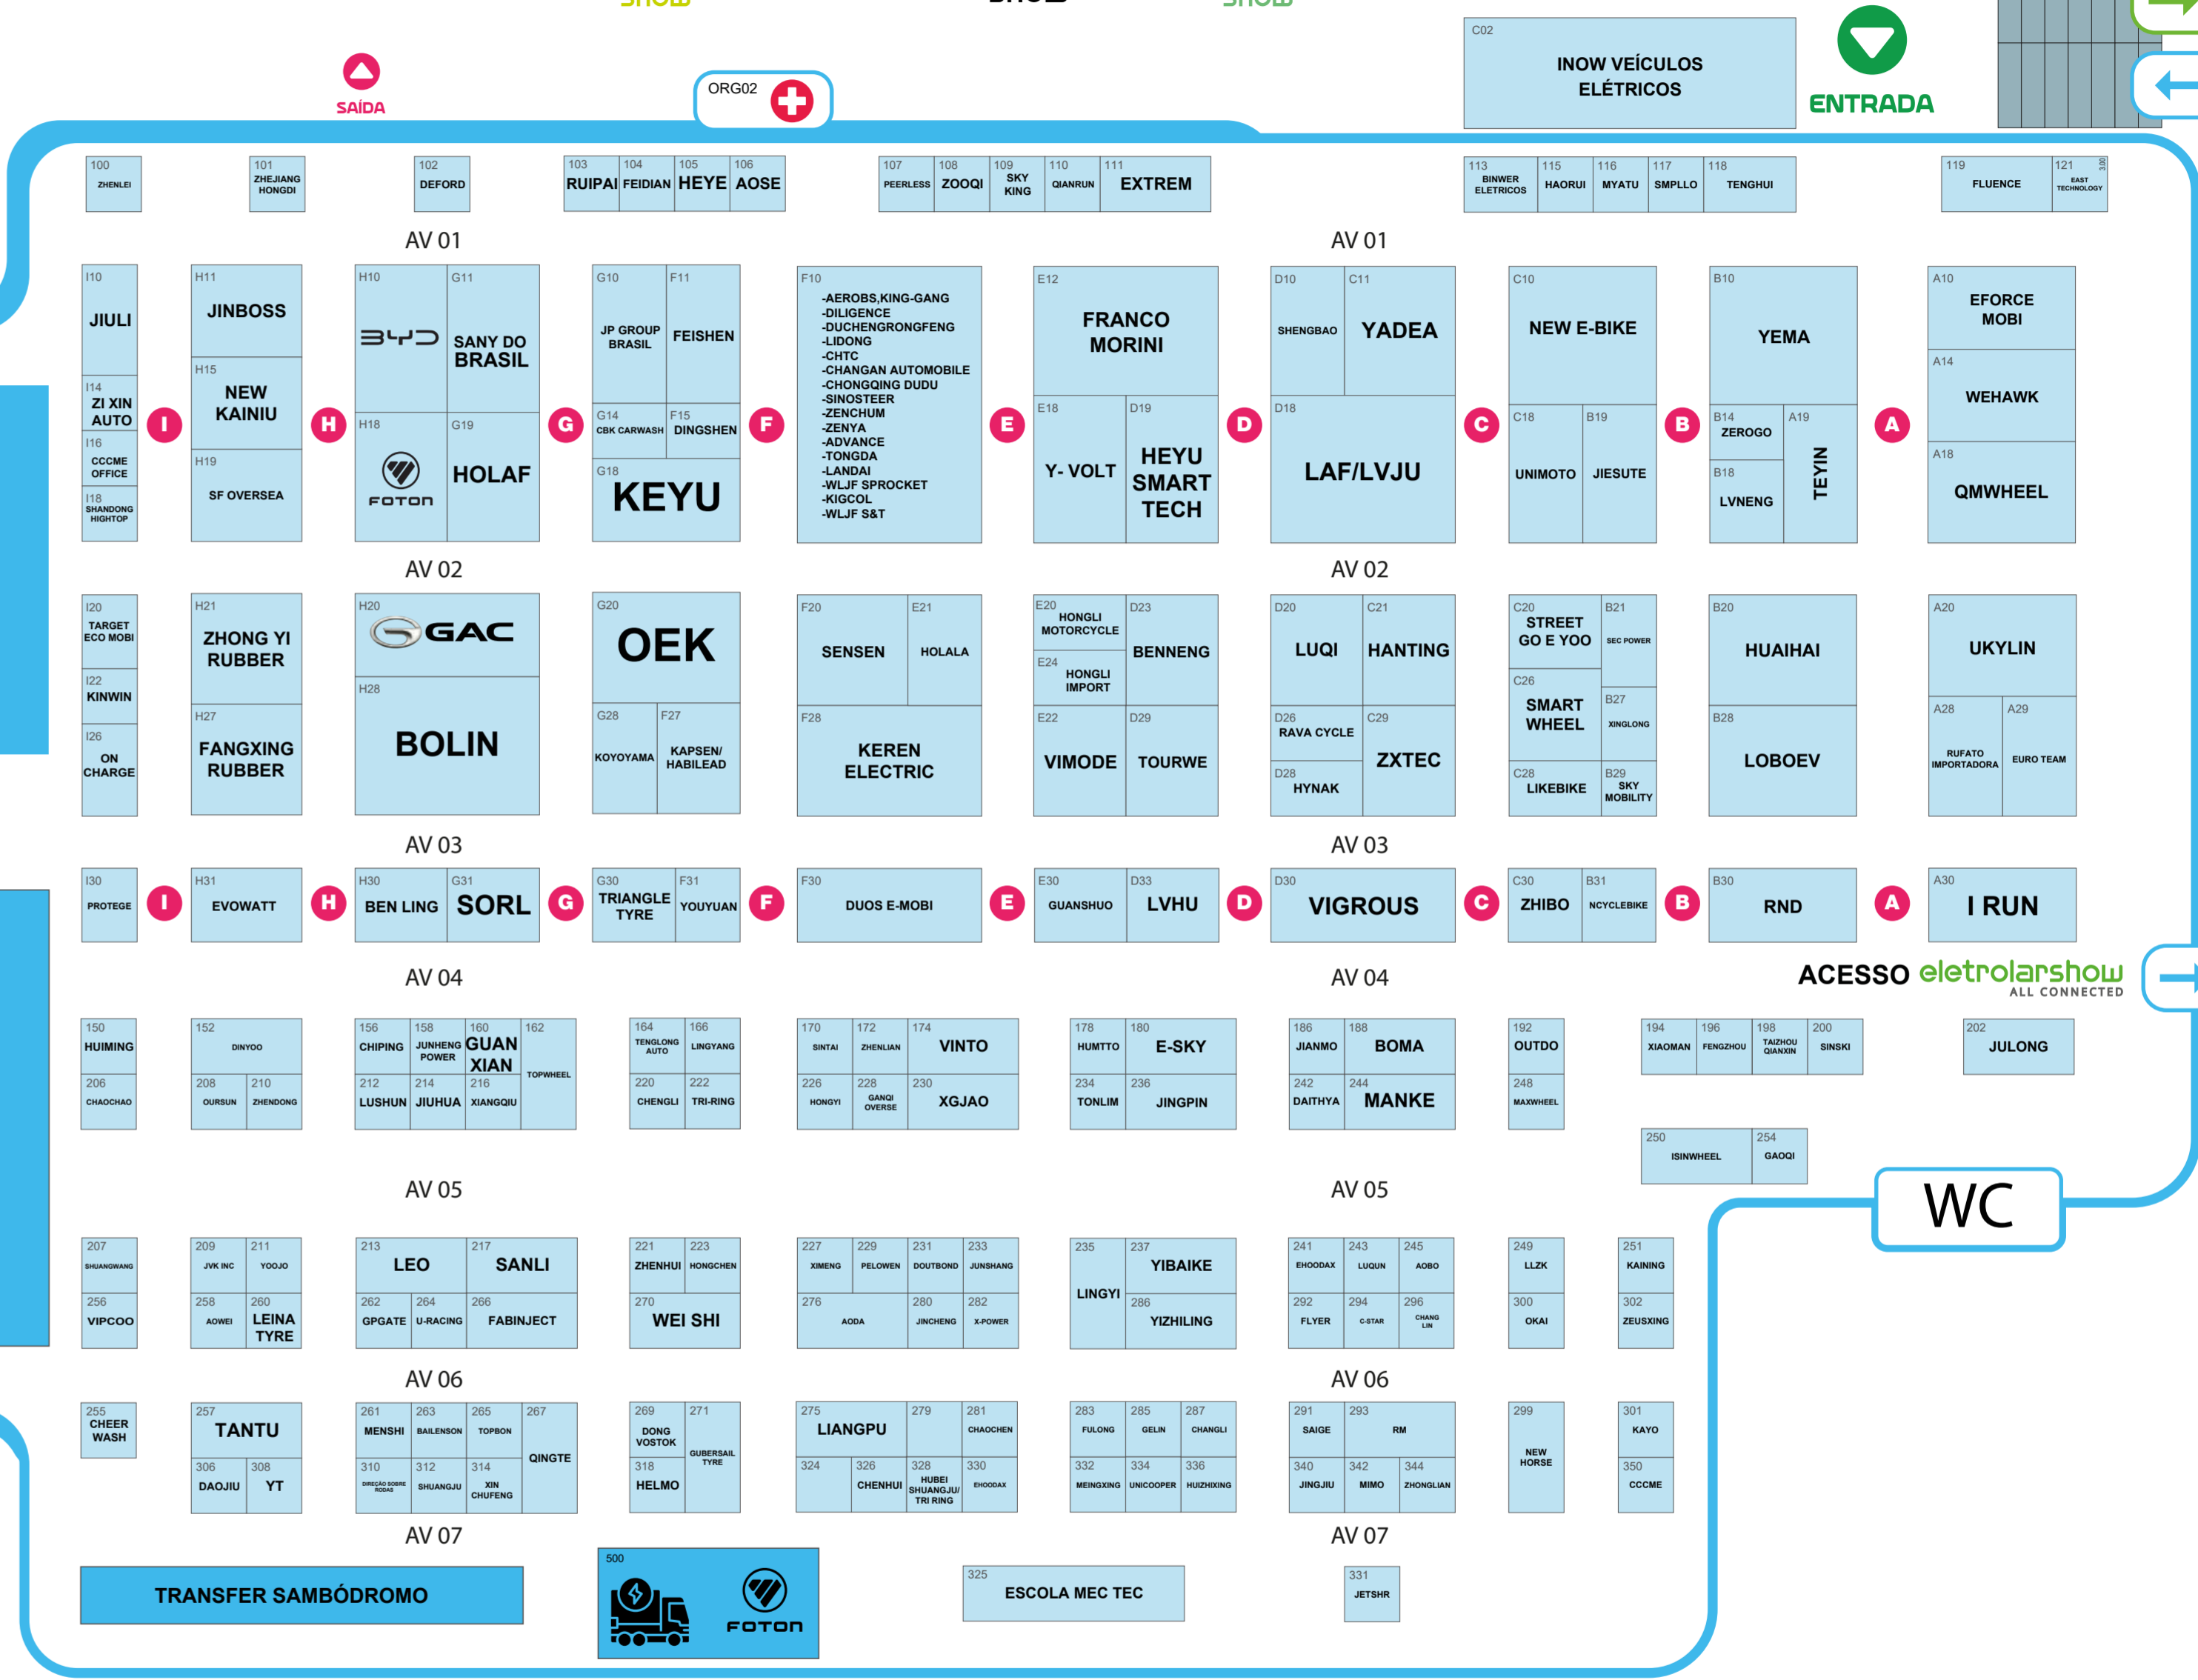 C02
INOW VEÍCULOS
ELÉTRICOS
ENTRADA
SAÍDA
ORG02
100
ZHENLEI
101
ZHEJIANG
HONGDI
102
DEFORD
103
RUIPAI
104
FEIDIAN
105
HEYE
106
AOSE
107
PEERLESS
108
ZOOQI
109
SKY
KING
110
QIANRUN
111
EXTREM
113
BINWER
ELETRICOS
115
HAORUI
116
MYATU
117
SMPLLO
118
TENGHUI
119
FLUENCE
121
3.00
EAST
TECHNOLOGY
AV 01
AV 01
I10
JIULI
I14
ZI XIN
AUTO
I16
CCCME
OFFICE
I18
SHANDONG
HIGHTOP
I
H11
JINBOSS
H15
NEW
KAINIU
H19
SF OVERSEA
H
H10
BYD
G11
SANY DO
BRASIL
H18
FOTON
G19
HOLAF
G
G10
JP GROUP
BRASIL
F11
FEISHEN
G14
CBK CARWASH
F15
DINGSHEN
G18
KEYU
F
F10
-AEROBS,KING-GANG
-DILIGENCE
-DUCHENGRONGFENG
-LIDONG
-CHTC
-CHANGAN AUTOMOBILE
-CHONGQING DUDU
-SINOSTEER
-ZENCHUM
-ZENYA
-ADVANCE
-TONGDA
-LANDAI
-WLJF SPROCKET
-KIGCOL
-WLJF S&T
E
E12
FRANCO
MORINI
E18
Y- VOLT
D19
HEYU
SMART
TECH
D
D10
SHENGBAO
C11
YADEA
D18
LAF/LVJU
C
C10
NEW E-BIKE
C18
UNIMOTO
B19
JIESUTE
B
B10
YEMA
B14
ZEROGO
B18
LVNENG
A19
TEYIN
A
A10
EFORCE
MOBI
A14
WEHAWK
A18
QMWHEEL
AV 02
AV 02
I20
TARGET
ECO MOBI
I22
KINWIN
I26
ON
CHARGE
H21
ZHONG YI
RUBBER
H27
FANGXING
RUBBER
H20
GAC
H28
BOLIN
G20
OEK
G28
KOYOYAMA
F27
KAPSEN/
HABILEAD
F20
SENSEN
E21
HOLALA
F28
KEREN
ELECTRIC
E20
HONGLI
MOTORCYCLE
E24
HONGLI
IMPORT
D23
BENNENG
E22
VIMODE
D29
TOURWE
D20
LUQI
C21
HANTING
D26
RAVA CYCLE
D28
HYNAK
C29
ZXTEC
C20
STREET
GO E YOO
B21
SEC POWER
C26
SMART
WHEEL
B27
XINGLONG
C28
LIKEBIKE
B29
SKY
MOBILITY
B20
HUAIHAI
B28
LOBOEV
A20
UKYLIN
A28
RUFATO
IMPORTADORA
A29
EURO TEAM
AV 03
AV 03
I30
PROTEGE
I
H31
EVOWATT
H
H30
BEN LING
G31
SORL
G
G30
TRIANGLE
TYRE
F31
YOUYUAN
F
F30
DUOS E-MOBI
E
E30
GUANSHUO
D33
LVHU
D
D30
VIGROUS
C
C30
ZHIBO
B31
NCYCLEBIKE
B
B30
RND
A
A30
I RUN
AV 04
AV 04
ACESSO eletrolarshow
ALL CONNECTED
150
HUIMING
206
CHAOCHAO
152
DINYOO
208
OURSUN
210
ZHENDONG
156
CHIPING
158
JUNHENG
POWER
160
GUAN
XIAN
162
TOPWHEEL
212
LUSHUN
214
JIUHUA
216
XIANGQIU
164
TENGLONG
AUTO
166
LINGYANG
220
CHENGLI
222
TRI-RING
170
SINTAI
172
ZHENLIAN
174
VINTO
226
HONGYI
228
GANQI
OVERSE
230
XGJAO
178
HUMTTO
180
E-SKY
234
TONLIM
236
JINGPIN
186
JIANMO
188
BOMA
242
DAITHYA
244
MANKE
192
OUTDO
248
MAXWHEEL
194
XIAOMAN
196
FENGZHOU
198
TAIZHOU
QIANXIN
200
SINSKI
202
JULONG
250
ISINWHEEL
254
GAOQI
AV 05
AV 05
WC
207
SHUANGWANG
256
VIPCOO
209
JVK INC
211
YOOJO
258
AOWEI
260
LEINA
TYRE
213
LEO
217
SANLI
262
GPGATE
264
U-RACING
266
FABINJECT
221
ZHENHUI
223
HONGCHEN
270
WEI SHI
227
XIMENG
229
PELOWEN
231
DOUTBOND
233
JUNSHANG
276
AODA
280
JINCHENG
282
X-POWER
235
LINGYI
237
YIBAIKE
286
YIZHILING
241
EHOODAX
243
LUQUN
245
AOBO
292
FLYER
294
C-STAR
296
CHANG
LIN
249
LLZK
300
OKAI
251
KAINING
302
ZEUSXING
AV 06
AV 06
255
CHEER
WASH
257
TANTU
306
DAOJIU
308
YT
261
MENSHI
263
BAILENSON
265
TOPBON
267
QINGTE
310
DIREÇÃO SOBRE
RODAS
312
SHUANGJU
314
XIN
CHUFENG
269
DONG
VOSTOK
271
GUBERSAIL
TYRE
318
HELMO
275
LIANGPU
279
281
CHAOCHEN
324
326
CHENHUI
328
HUBEI
SHUANGJU/
TRI RING
330
EHOODAX
283
FULONG
285
GELIN
287
CHANGLI
332
MEINGXING
334
UNICOOPER
336
HUIZHIXING
291
SAIGE
293
RM
340
JINGJIU
342
MIMO
344
ZHONGLIAN
299
NEW
HORSE
301
KAYO
350
CCCME
AV 07
AV 07
TRANSFER SAMBÓDROMO
500
FOTON
325
ESCOLA MEC TEC
331
JETSHR